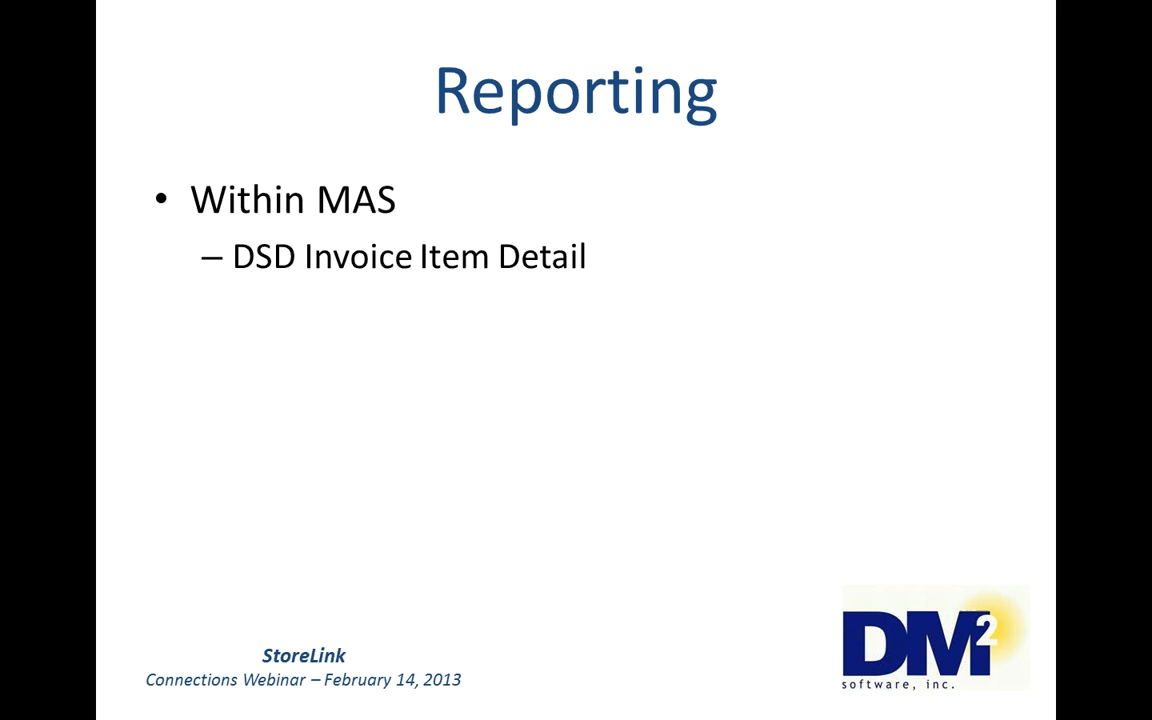 Reporting
• Within MAS
– DSD Invoice Item Detail
StoreLink
Connections Webinar – February 14, 2013
DM2
software, inc.